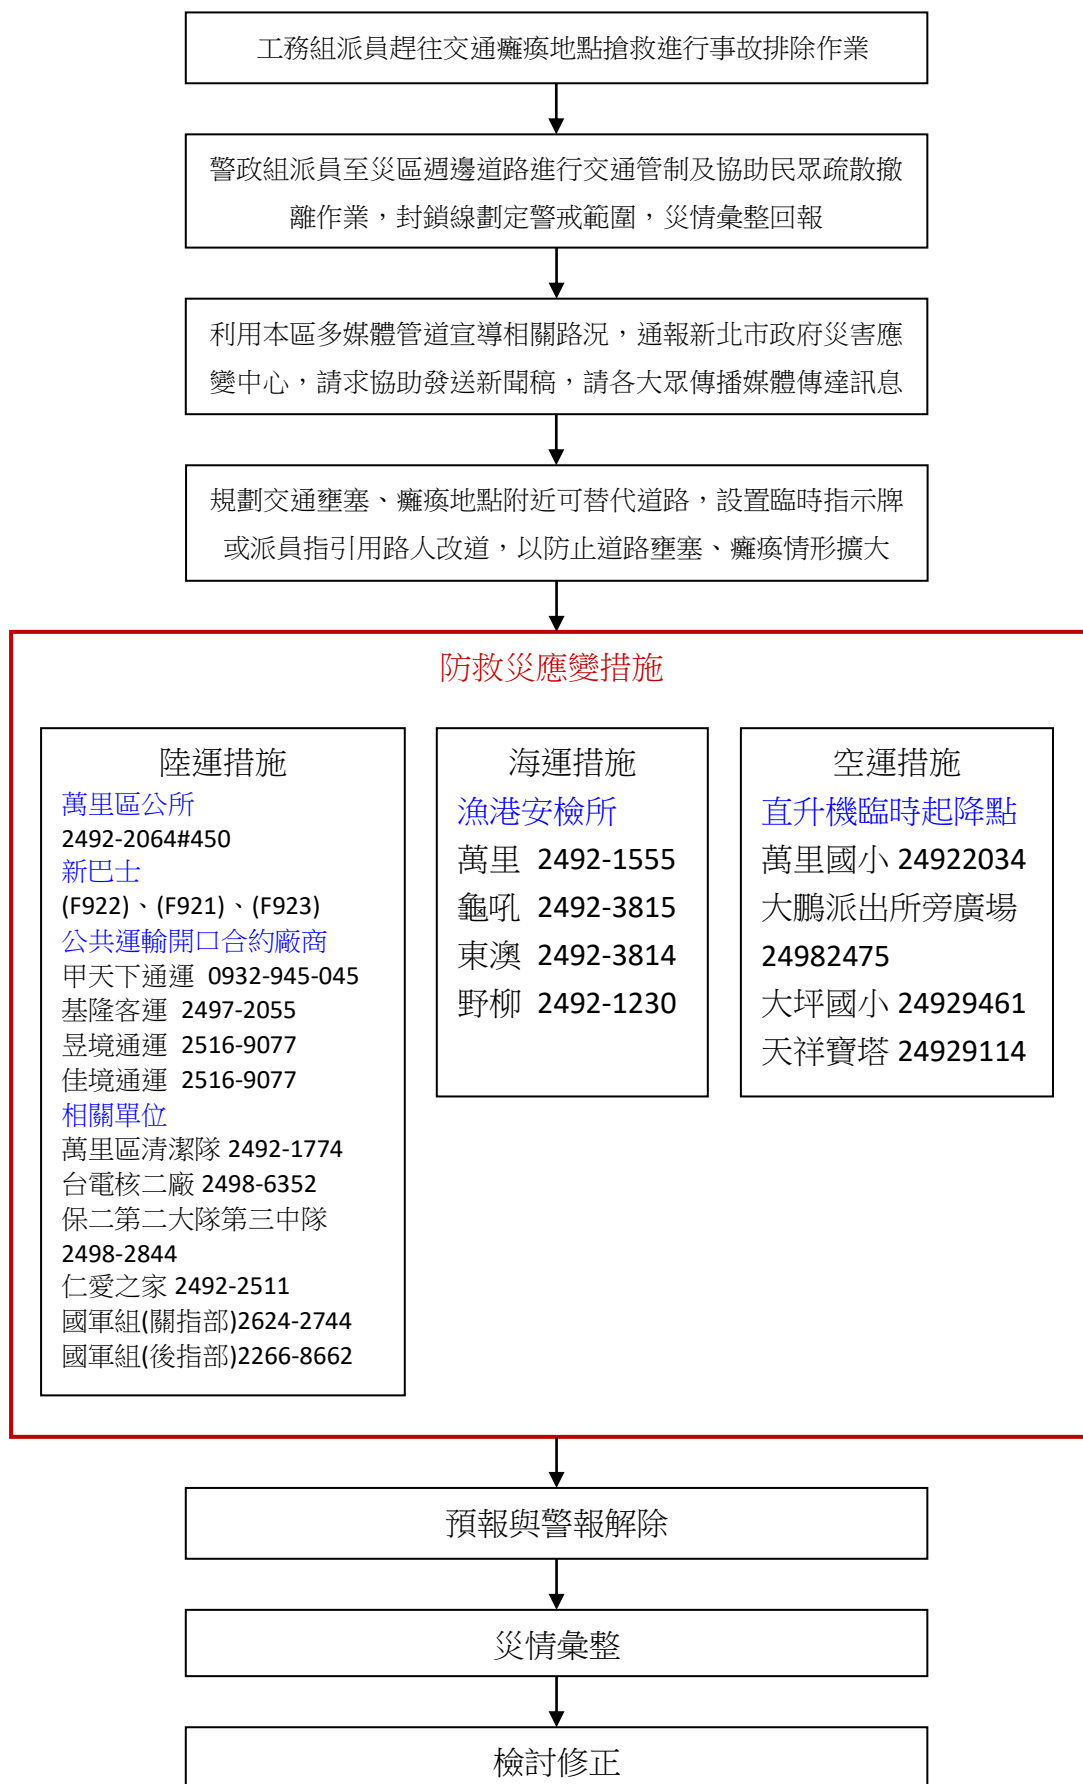 工務組派員趕往交通癱瘓地點搶救進行事故排除作業
警政組派員至災區週邊道路進行交通管制及協助民眾疏散撤
離作業，封鎖線劃定警戒範圍，災情彙整回報
利用本區多媒體管道宣導相關路況，通報新北市政府災害應
變中心，請求協助發送新聞稿，請各大眾傳播媒體傳達訊息
規劃交通壅塞、癱瘓地點附近可替代道路，設置臨時指示牌
或派員指引用路人改道，以防止道路壅塞、癱瘓情形擴大
防救災應變措施
陸運措施
萬里區公所
2492-2064#450
新巴士
(F922)、(F921)、(F923)
公共運輸開口合約廠商
甲天下通運 0932-945-045
基隆客運 2497-2055
昱境通運 2516-9077
佳境通運 2516-9077
相關單位
萬里區清潔隊 2492-1774
台電核二廠 2498-6352
保二第二大隊第三中隊
2498-2844
仁愛之家 2492-2511
國軍組(關指部)2624-2744
國軍組(後指部)2266-8662
海運措施
漁港安檢所
萬里 2492-1555
龜吼 2492-3815
東澳 2492-3814
野柳 2492-1230
空運措施
直升機臨時起降點
萬里國小 24922034
大鵬派出所旁廣場
24982475
大坪國小 24929461
天祥寶塔 24929114
預報與警報解除
災情彙整
檢討修正